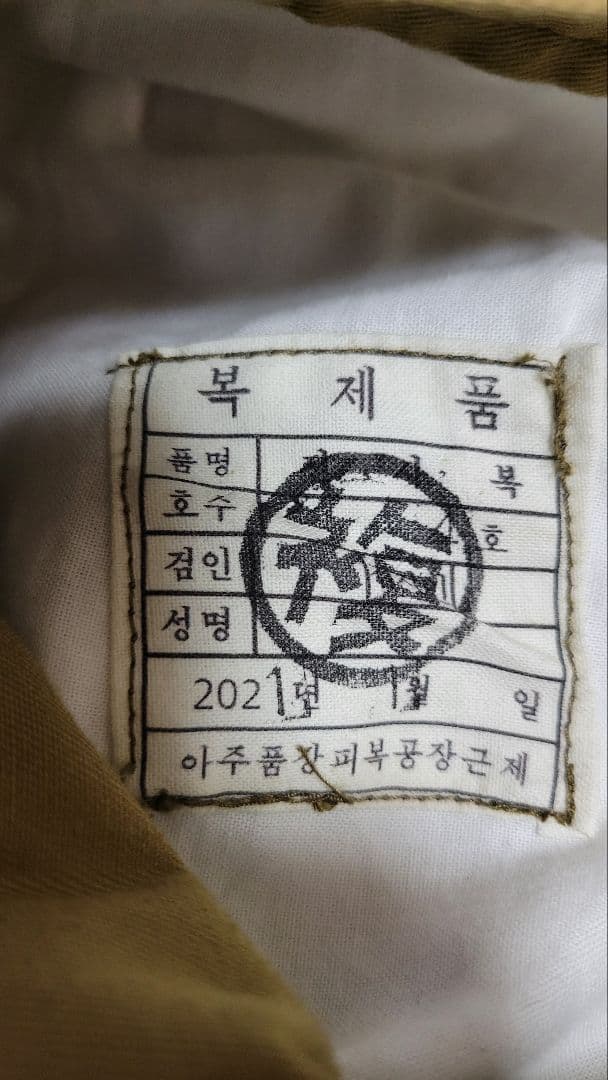 복 제 품
품명 복
호수 호
검인
성명
2021년 1월 일
아주품장피복공장근제